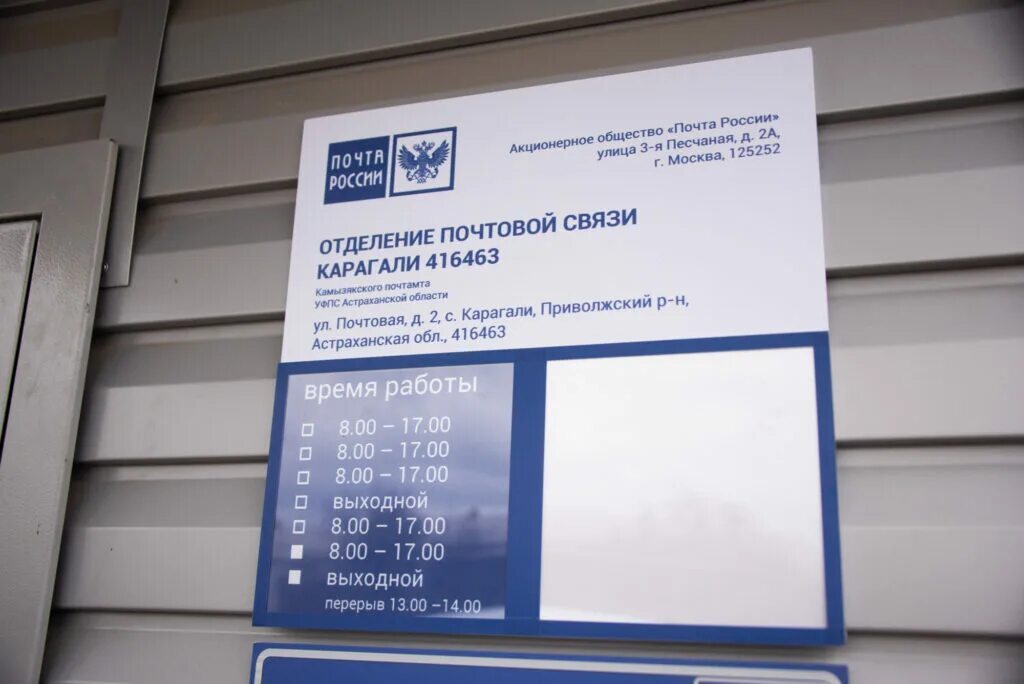 ПОЧТА
РОССИИ
Акционерное общество «Почта России»
улица 3-я Песчаная, д. 2А,
г. Москва, 125252
ОТДЕЛЕНИЕ ПОЧТОВОЙ СВЯЗИ
КАРАГАЛИ 416463
Камызякского почтамта
УФПС Астраханской области
ул. Почтовая, д. 2, с. Карагали, Приволжский р-н,
Астраханская обл., 416463
время работы
8.00 – 17.00
8.00 – 17.00
8.00 – 17.00
выходной
8.00 – 17.00
8.00 – 17.00
выходной
перерыв 13.00 –14.00